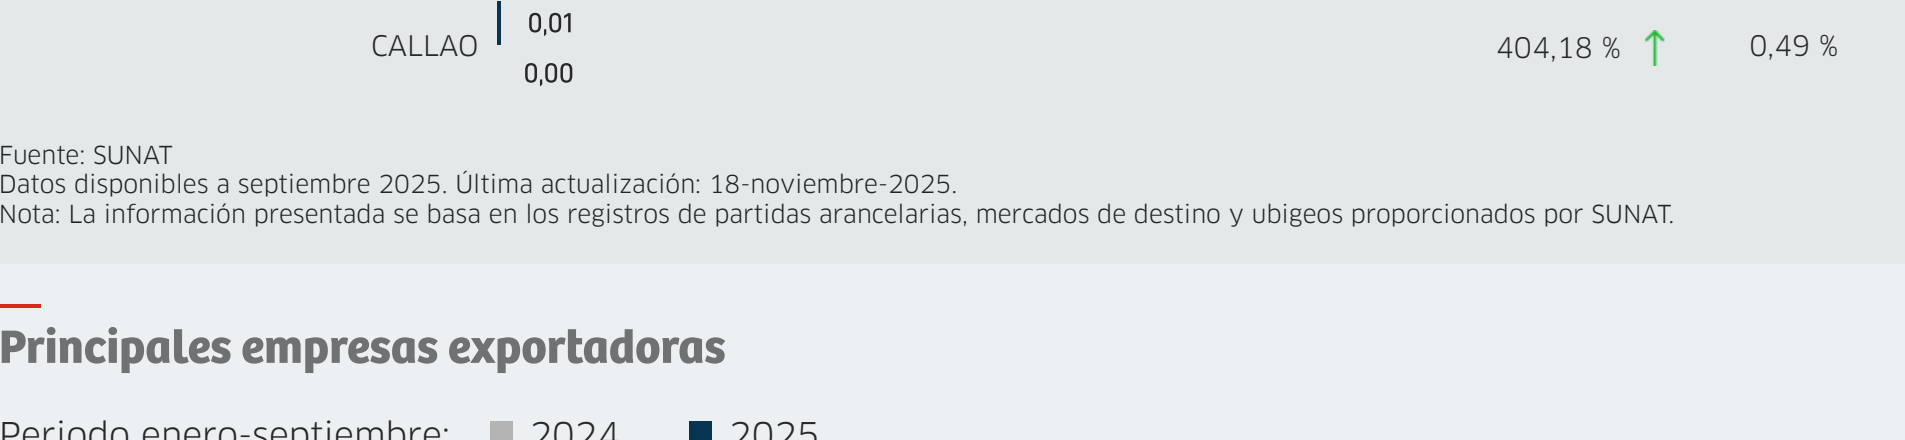 0,01
CALLAO 404,18 % ↑ 0,49 %
0,00
Fuente: SUNAT
Datos disponibles a septiembre 2025. Última actualización: 18-noviembre-2025.
Nota: La información presentada se basa en los registros de partidas arancelarias, mercados de destino y ubigeos proporcionados por SUNAT.
Principales empresas exportadoras
Periodo enero-septiembre: 2024 2025